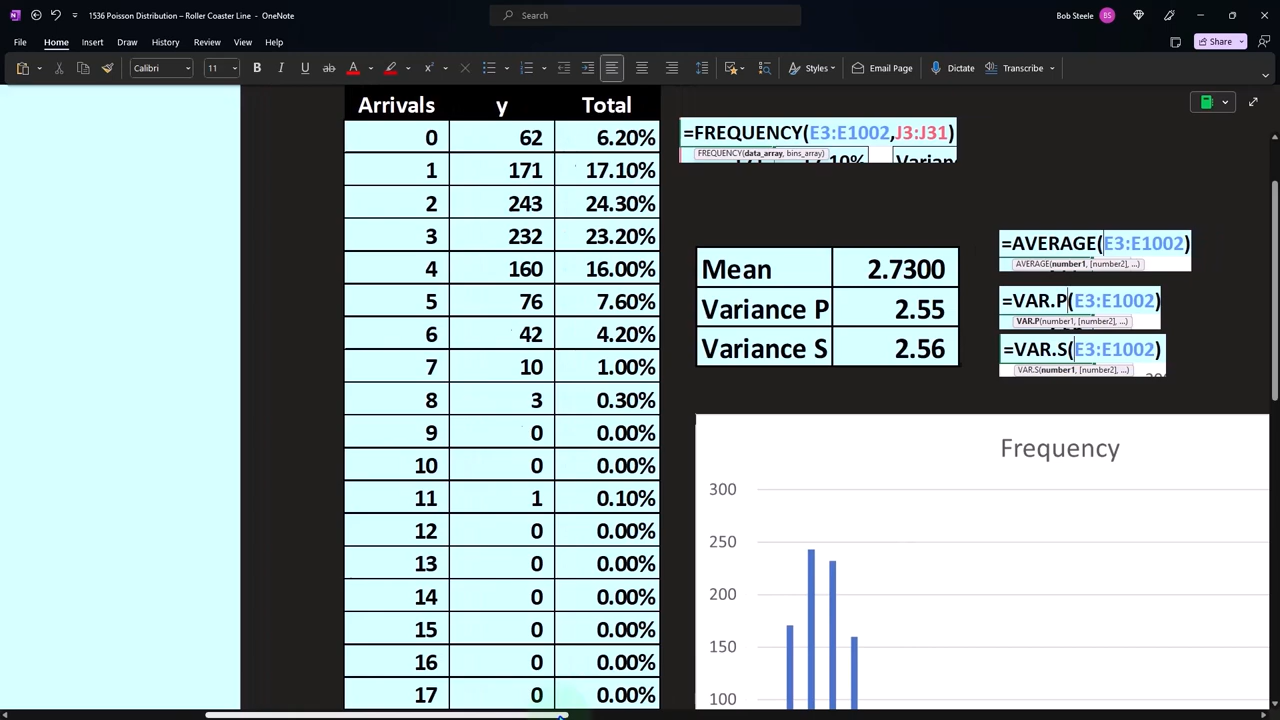 1536 Poisson Distribution – Roller Coaster Line - OneNote
Search
Bob Steele BS
File Home Insert Draw History Review View Help
Share
Calibri 11 B I U ab A Styles Email Page Dictate Transcribe
Arrivals y Total
0 62 6.20%
1 171 17.10%
2 243 24.30%
3 232 23.20%
4 160 16.00%
5 76 7.60%
6 42 4.20%
7 10 1.00%
8 3 0.30%
9 0 0.00%
10 0 0.00%
11 1 0.10%
12 0 0.00%
13 0 0.00%
14 0 0.00%
15 0 0.00%
16 0 0.00%
17 0 0.00%
=FREQUENCY(E3:E1002,J3:J31)
FREQUENCY(data_array, bins_array)
Mean 2.7300
Variance P 2.55
Variance S 2.56
=AVERAGE(E3:E1002)
AVERAGE(number1, [number2], ...)
=VAR.P(E3:E1002)
VAR.P(number1, [number2], ...)
=VAR.S(E3:E1002)
VAR.S(number1, [number2], ...)
Frequency
300
250
200
150
100